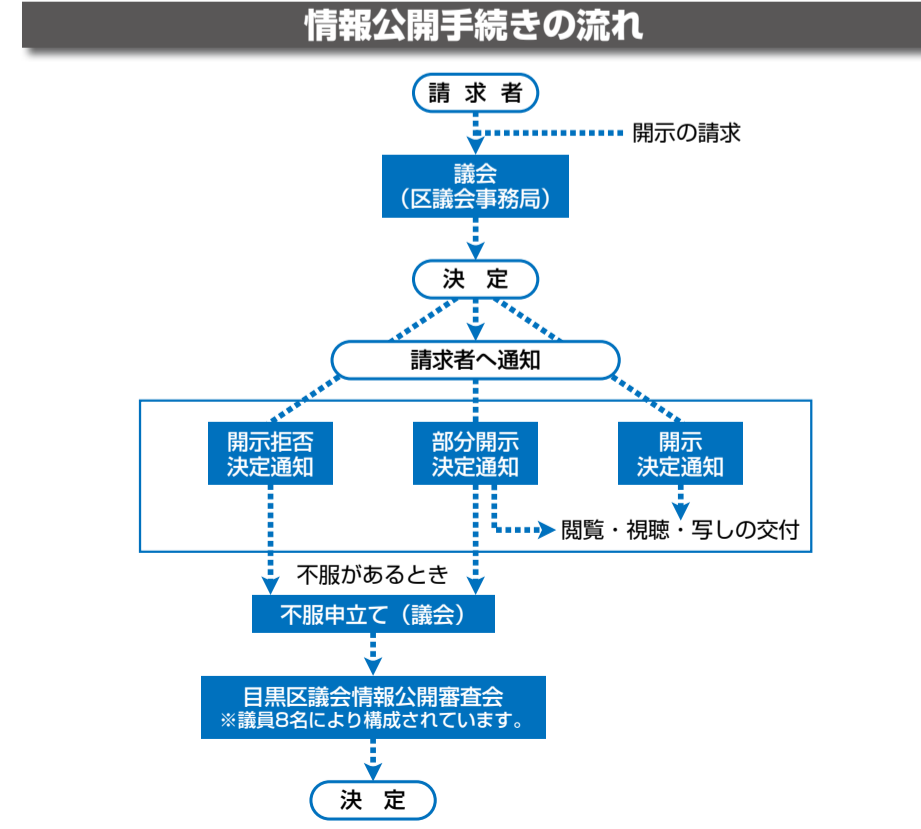 情報公開手続きの流れ
請 求 者
開示の請求
議会
（区議会事務局）
決 定
請求者へ通知
開示拒否
決定通知
部分開示
決定通知
開示
決定通知
閲覧・視聴・写しの交付
不服があるとき
不服申立て（議会）
目黒区議会情報公開審査会
※議員8名により構成されています。
決 定